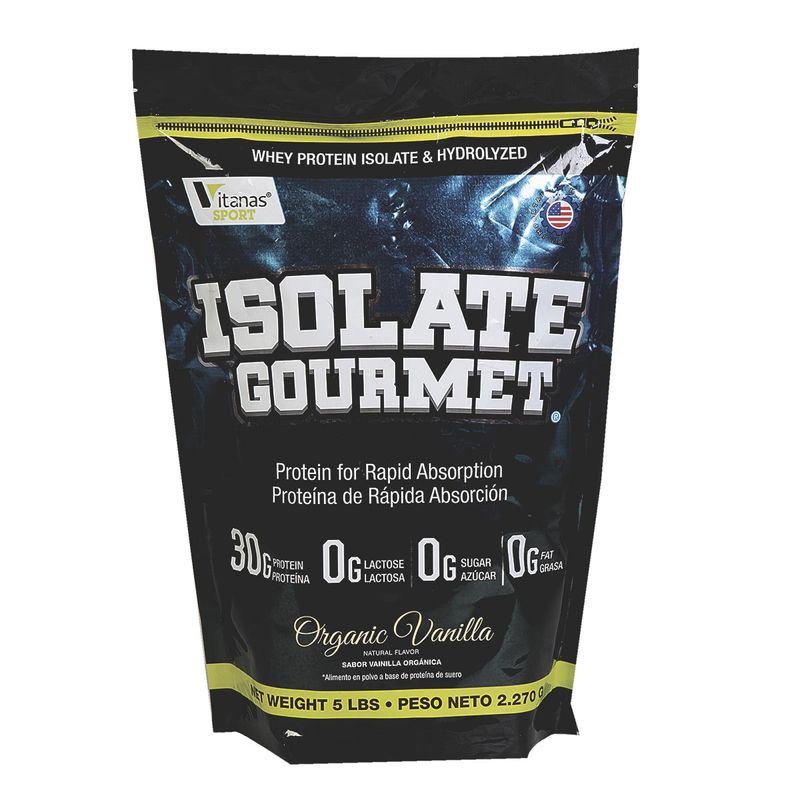 WHEY PROTEIN ISOLATE & HYDROLYZED
Vitanas®
SPORT
ISOLATE
GOURMET®
Protein for Rapid Absorption
Proteína de Rápida Absorción
30G PROTEIN PROTEÍNA
0G LACTOSE LACTOSA
0G SUGAR AZÚCAR
0G FAT GRASA
Organic Vanilla
NATURAL FLAVOR
SABOR VAINILLA ORGÁNICA
*Alimento en polvo a base de proteína de suero
NET WEIGHT 5 LBS • PESO NETO 2.270 G